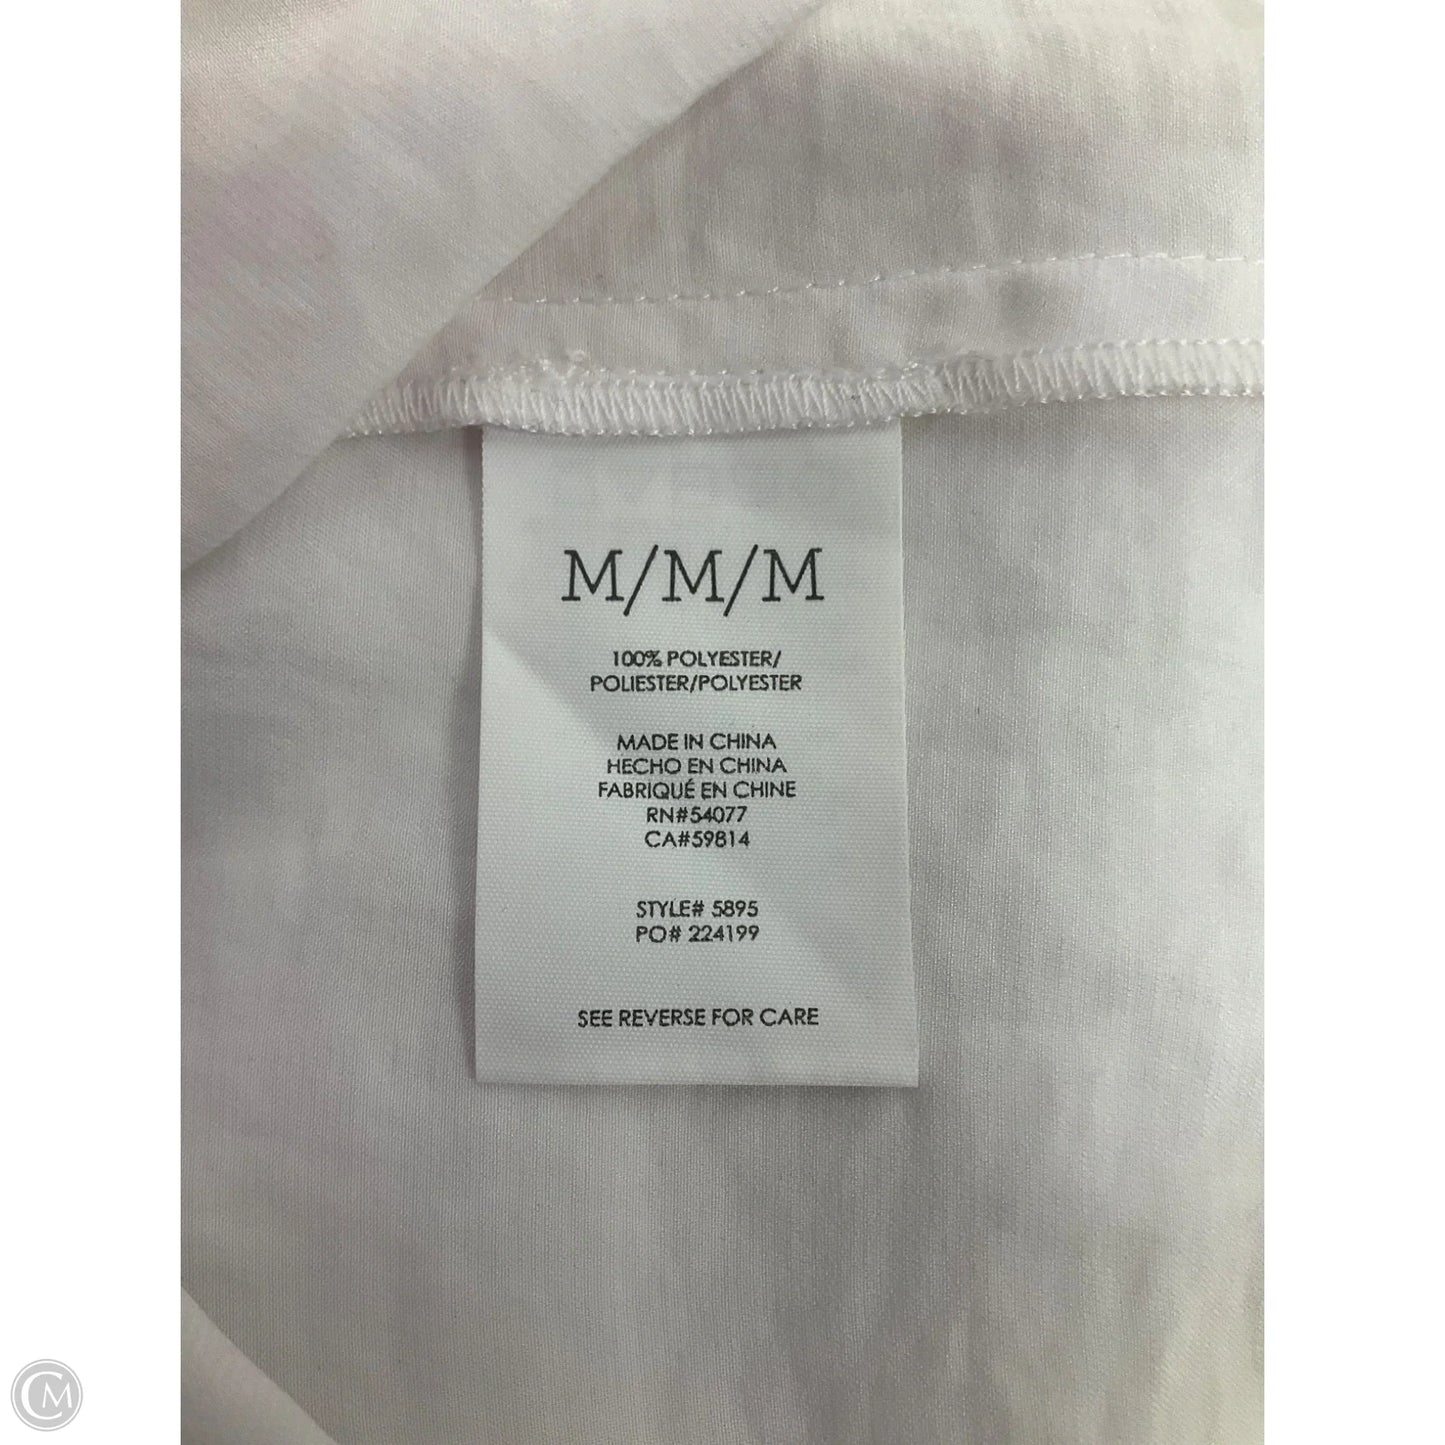 M/M/M
100% POLYESTER/
POLIESTER/POLYESTER
MADE IN CHINA
HECHO EN CHINA
FABRIQUÉ EN CHINE
RN#54077
CA#59814
STYLE# 5895
PO# 224199
SEE REVERSE FOR CARE
CM